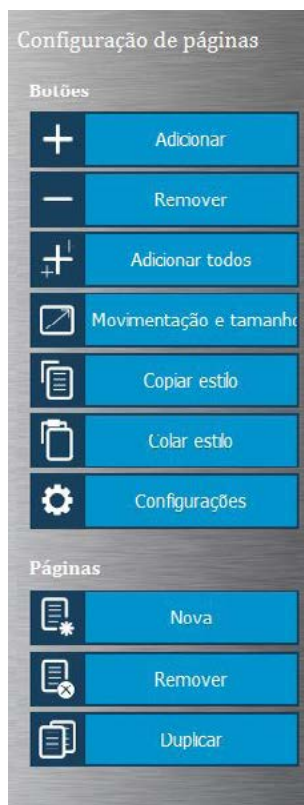 Configuração de páginas
Botões
Adicionar
Remover
Adicionar todos
Movimentação e tamanho
Copiar estilo
Colar estilo
Configurações
Páginas
Nova
Remover
Duplicar